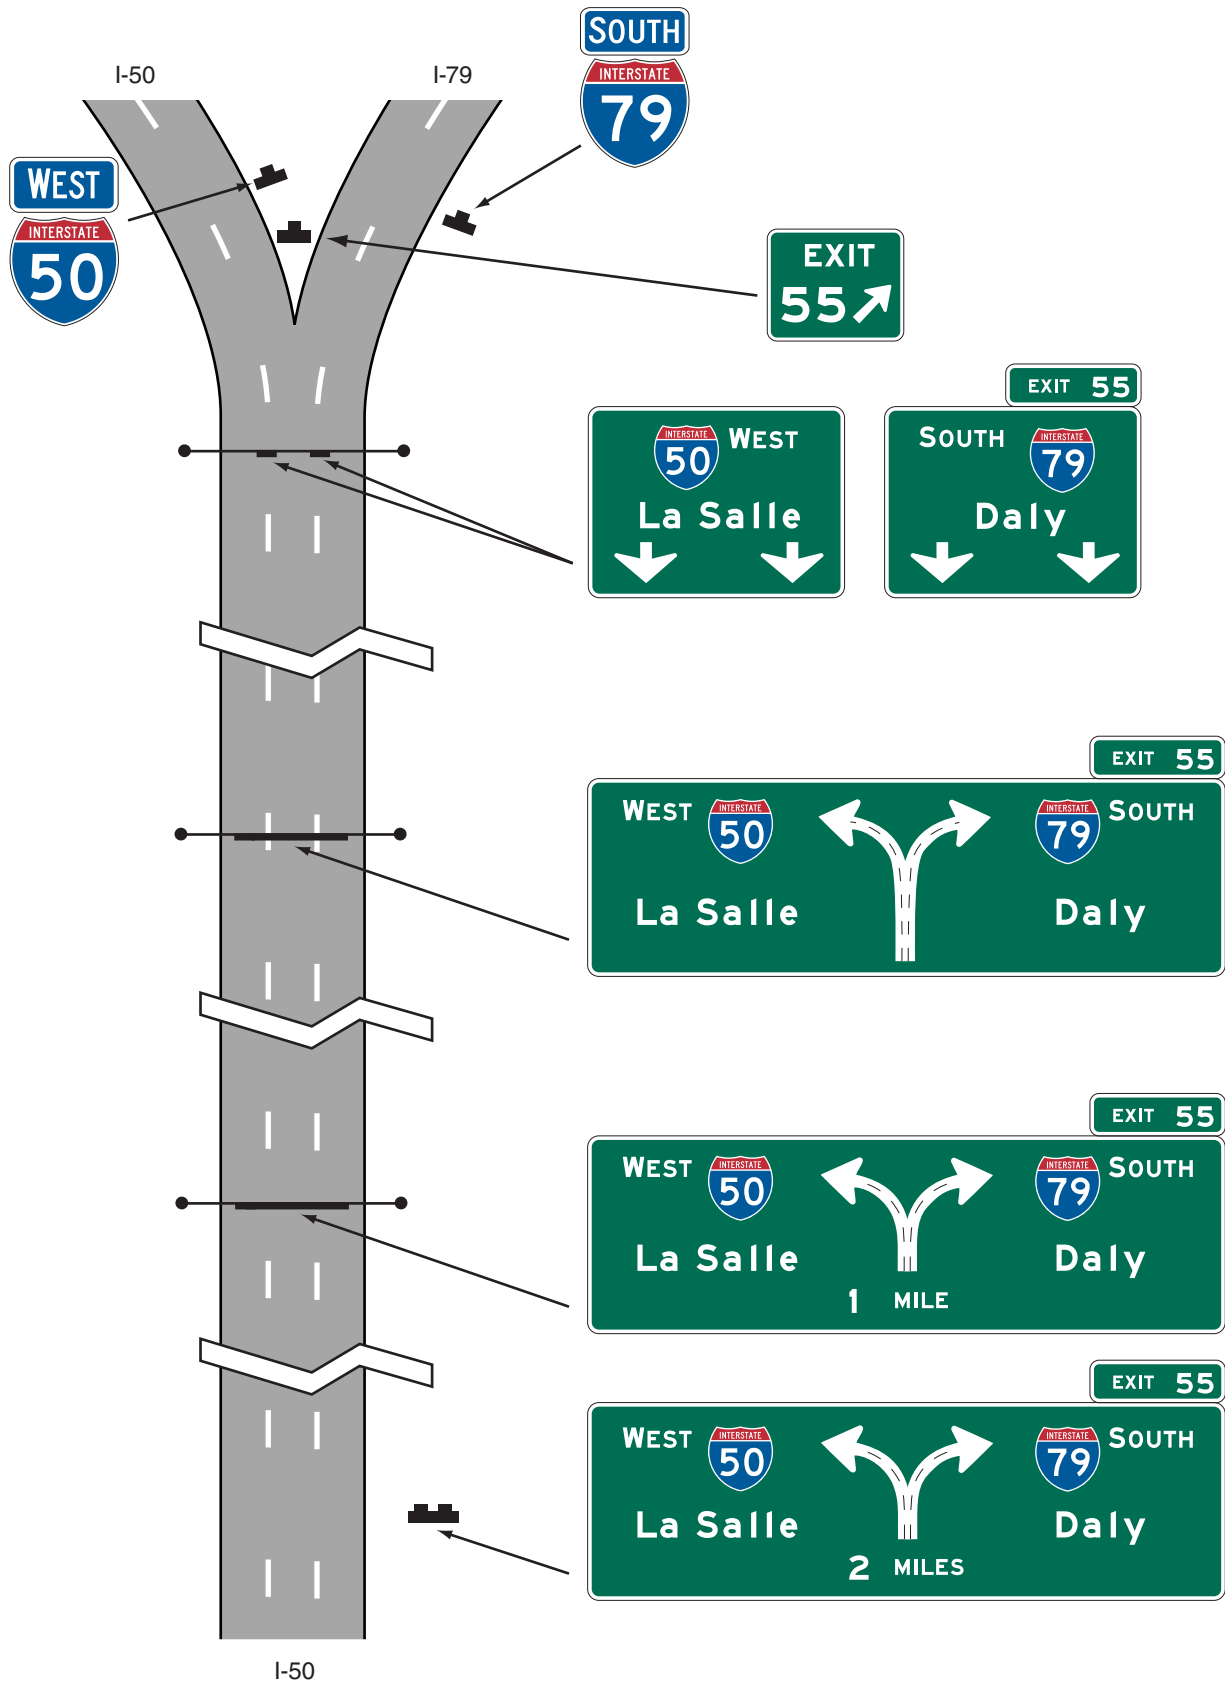 SOUTH
INTERSTATE
79
I-50
I-79
WEST
INTERSTATE
50
EXIT
55
EXIT 55
INTERSTATE
50
WEST
La Salle
SOUTH
INTERSTATE
79
Daly
EXIT 55
WEST
INTERSTATE
50
INTERSTATE
79
SOUTH
La Salle
Daly
EXIT 55
WEST
INTERSTATE
50
INTERSTATE
79
SOUTH
La Salle
Daly
1 MILE
EXIT 55
WEST
INTERSTATE
50
INTERSTATE
79
SOUTH
La Salle
Daly
2 MILES
I-50